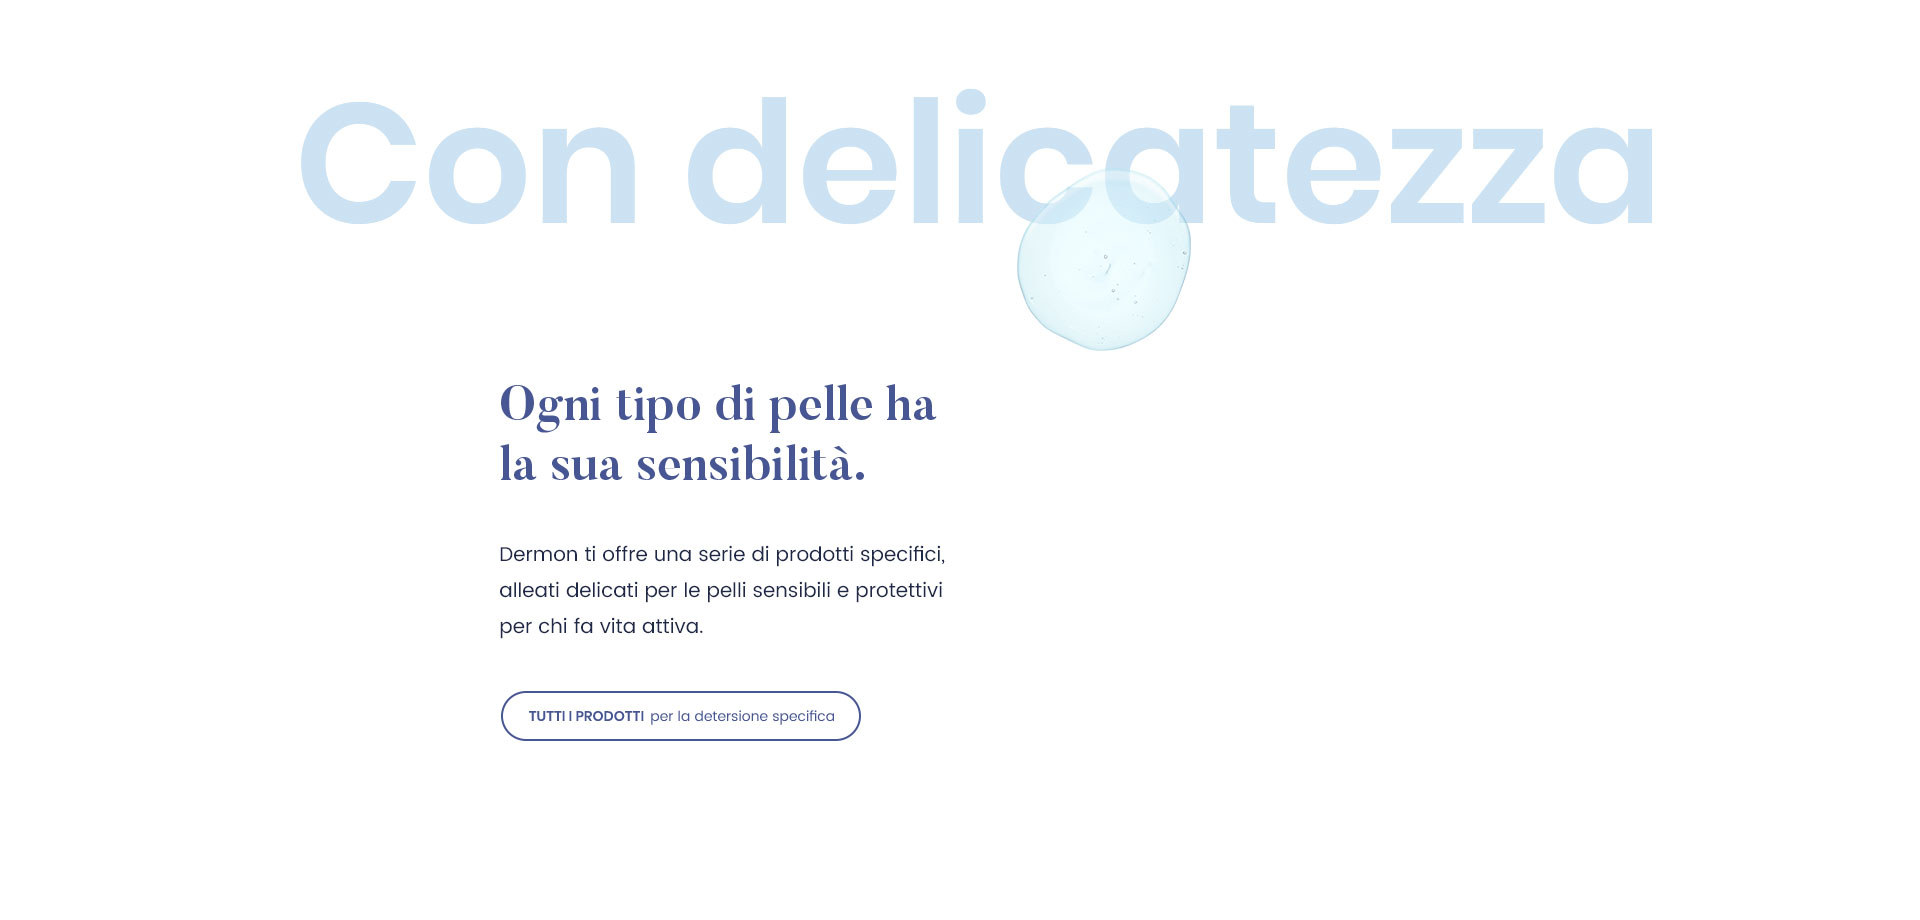 Con delicatezza
Ogni tipo di pelle ha
la sua sensibilità.
Dermon ti offre una serie di prodotti specifici,
alleati delicati per le pelli sensibili e protettivi
per chi fa vita attiva.
TUTTI I PRODOTTI per la detersione specifica